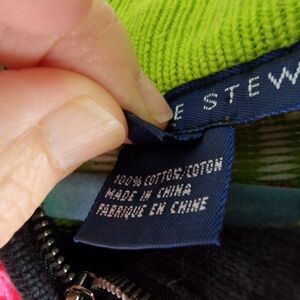 E STEW
100% COTTON/COTON
MADE IN CHINA
FABRIQUE EN CHINE